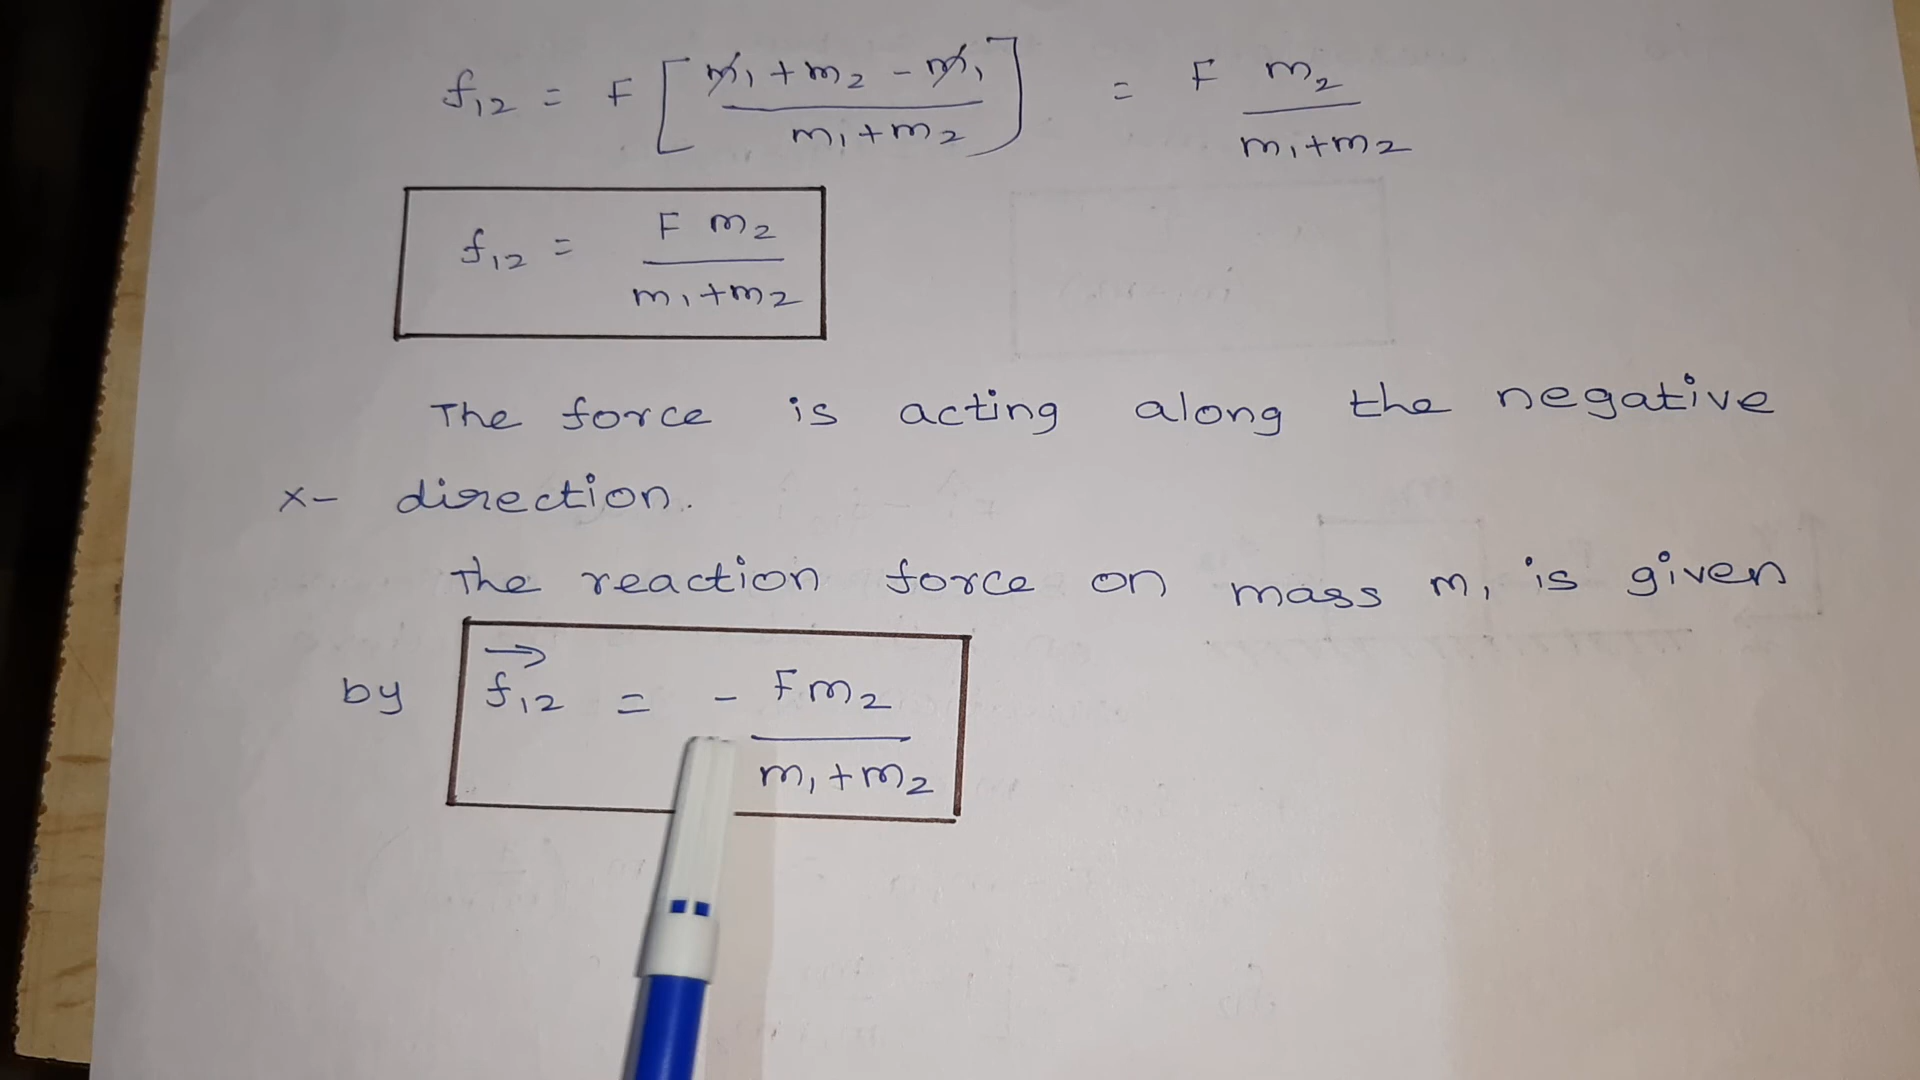 f₁₂ = F [ (m₁ + m₂ - m₁) / (m₁+m₂) ] = F m₂ / (m₁+m₂)
f₁₂ = F m₂ / (m₁+m₂)
The force is acting along the negative
x- direction.
The reaction force on mass m₁ is given
by f⃗₁₂ = - F m₂ / (m₁+m₂)